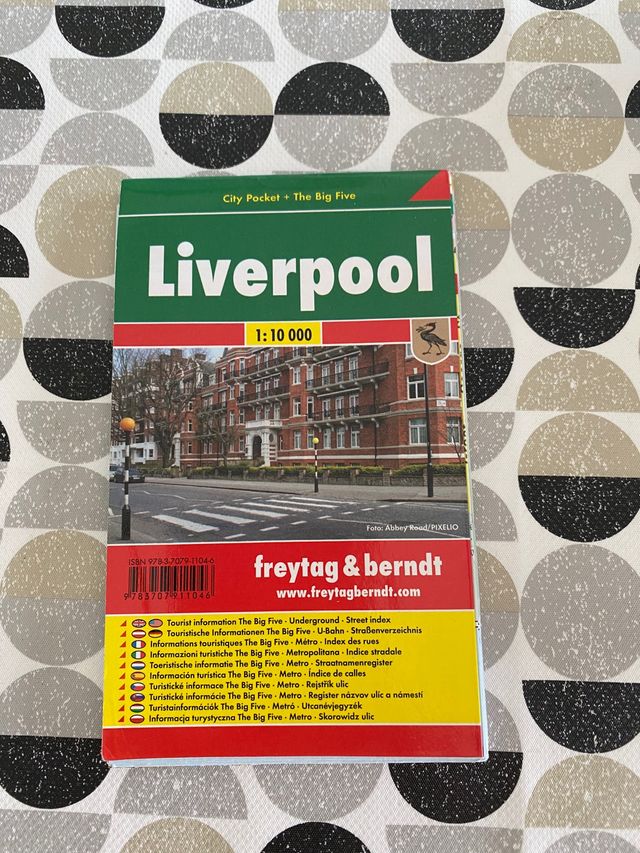 City Pocket + The Big Five
Liverpool
1:10 000
Foto: Abbey Road/PIXELIO
ISBN 978-3-7079-1104-6
9 783707 911046
freytag & berndt
www.freytagberndt.com
Tourist information The Big Five · Underground · Street index
Touristische Informationen The Big Five · U-Bahn · Straßenverzeichnis
Informations touristiques The Big Five · Métro · Index des rues
Informazioni turistiche The Big Five · Metropolitana · Indice stradale
Toeristische informatie The Big Five · Metro · Straatnamenregister
Información turística The Big Five · Metro · Índice de calles
Turistické informace The Big Five · Metro · Rejstřík ulic
Turistické informácie The Big Five · Metro · Register názvov ulíc a námestí
Turistainformációk The Big Five · Metró · Utcanévjegyzék
Informacja turystyczna The Big Five · Metro · Skorowidz ulic